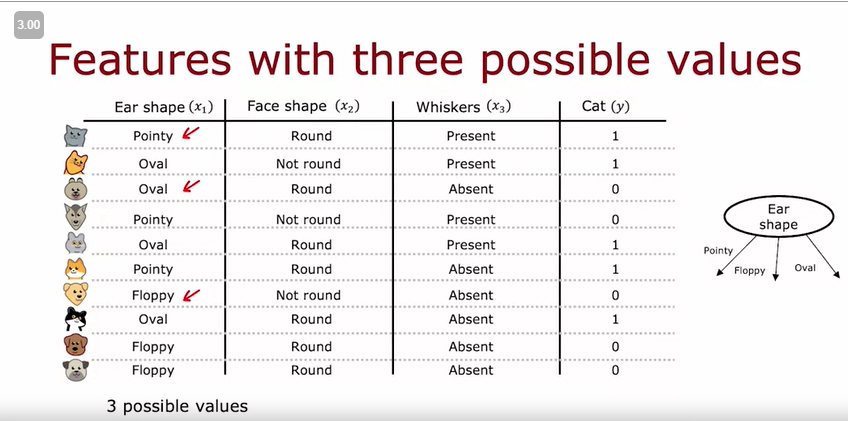 3.00
Features with three possible values
Ear shape (x₁) Face shape (x₂) Whiskers (x₃) Cat (y)
Pointy Round Present 1
Oval Not round Present 1
Oval Round Absent 0
Pointy Not round Present 0
Oval Round Present 1
Pointy Round Absent 1
Floppy Not round Absent 0
Oval Round Absent 1
Floppy Round Absent 0
Floppy Round Absent 0
3 possible values
Ear
shape
Pointy
Floppy
Oval